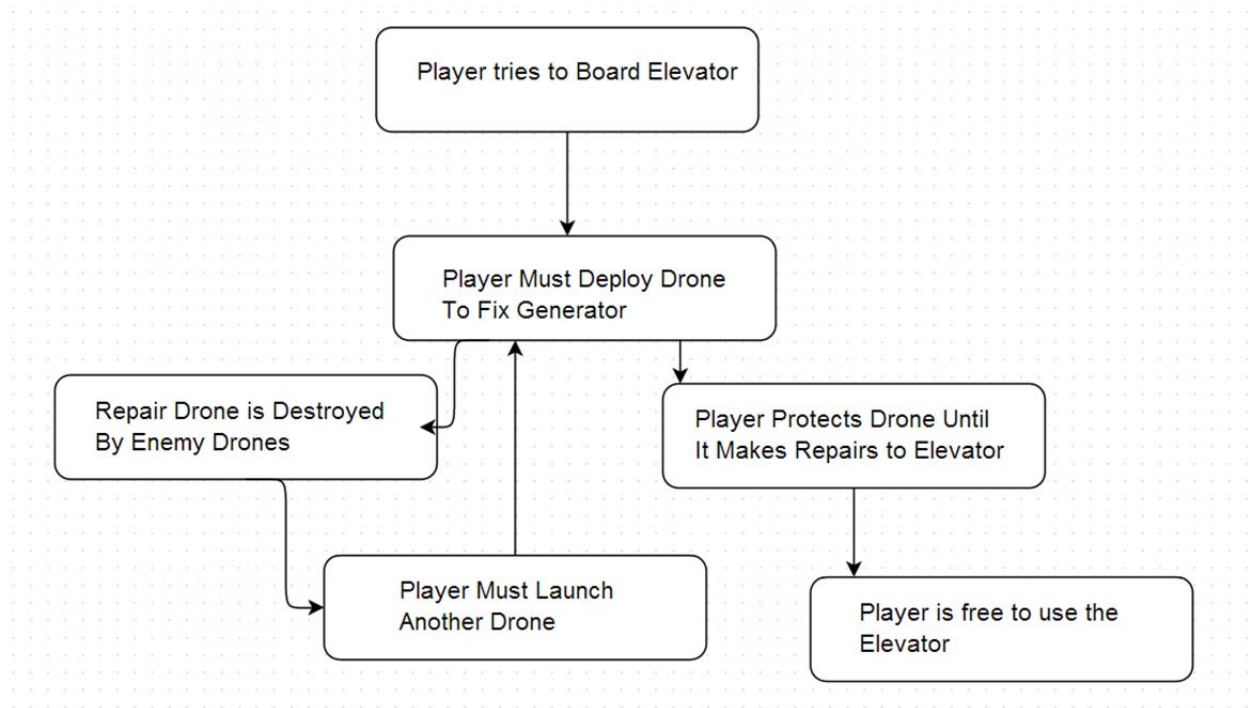 Player tries to Board Elevator
Player Must Deploy Drone
To Fix Generator
Repair Drone is Destroyed
By Enemy Drones
Player Protects Drone Until
It Makes Repairs to Elevator
Player Must Launch
Another Drone
Player is free to use the
Elevator